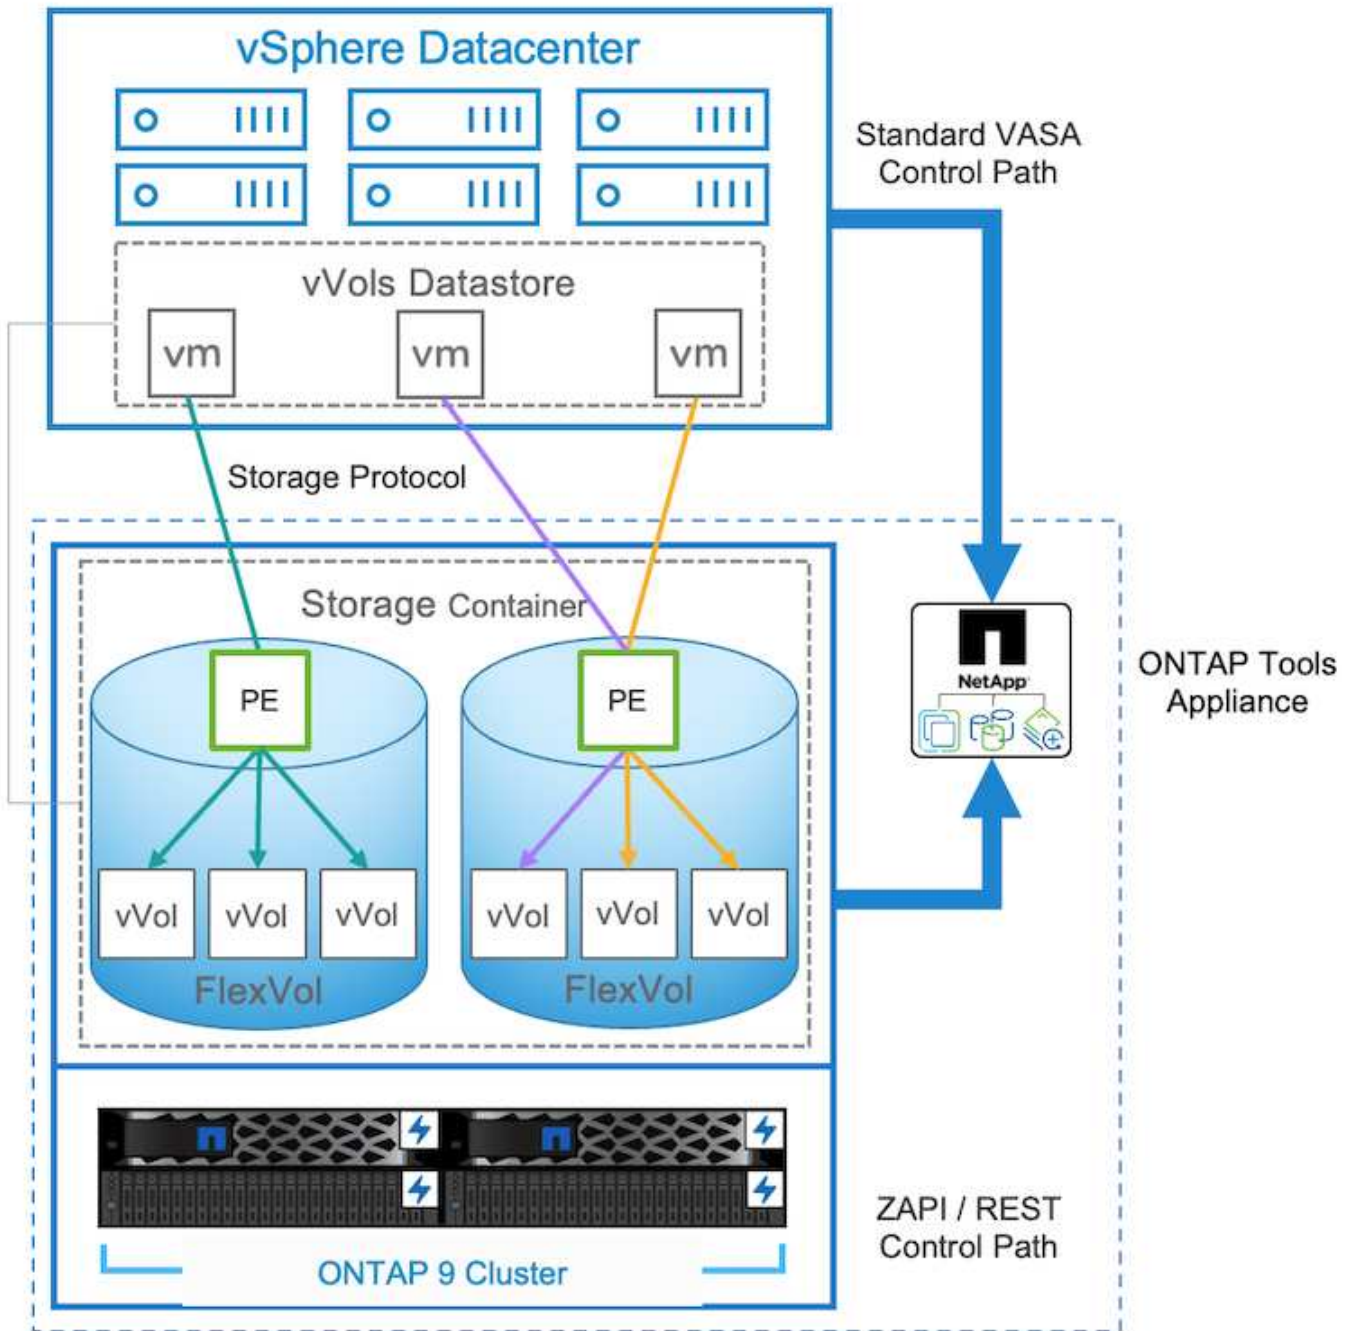 vSphere Datacenter
Standard VASA
Control Path
vVols Datastore
vm
vm
vm
Storage Protocol
Storage Container
PE
PE
NetApp
ONTAP Tools
Appliance
vVol
vVol
vVol
vVol
vVol
vVol
FlexVol
FlexVol
ZAPI / REST
Control Path
ONTAP 9 Cluster